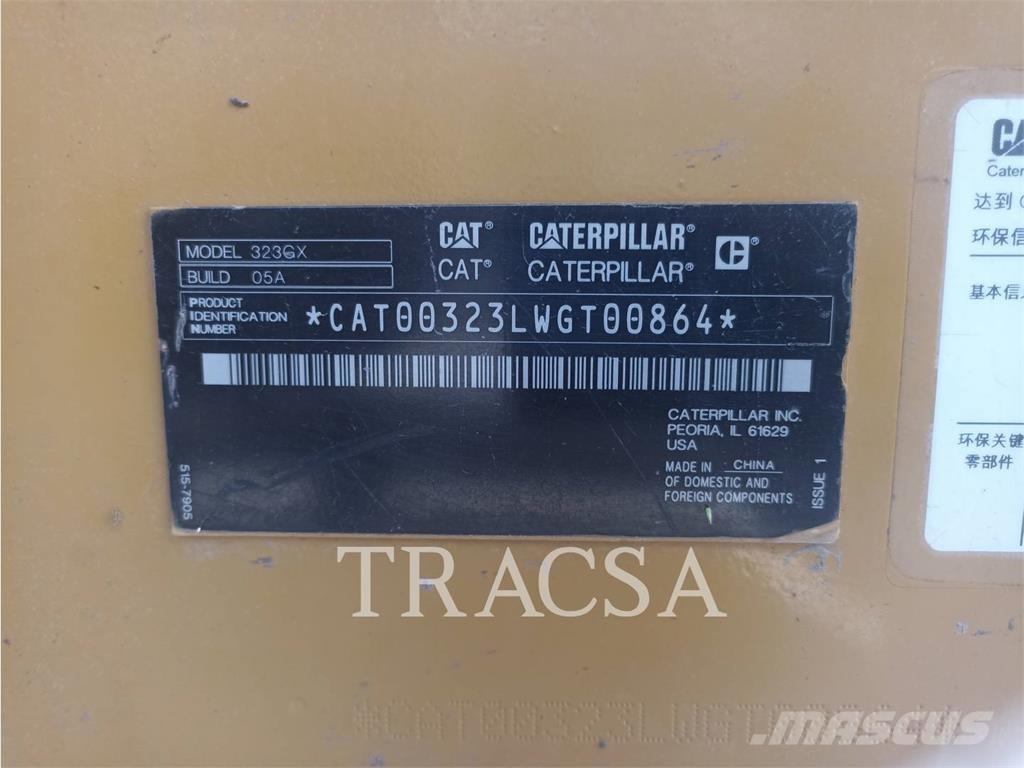 MODEL 323GX
BUILD 05A
CAT® CATERPILLAR®
CAT® CATERPILLAR®
C®
PRODUCT
IDENTIFICATION
NUMBER
*CAT00323LWGT00864*
CATERPILLAR INC.
PEORIA, IL 61629
USA
MADE IN CHINA
OF DOMESTIC AND
FOREIGN COMPONENTS
515-7905
ISSUE 1
达到
环保信
基本信
环保关键
零部件
TRACSA
*CAT00323LWGT
MASCUS